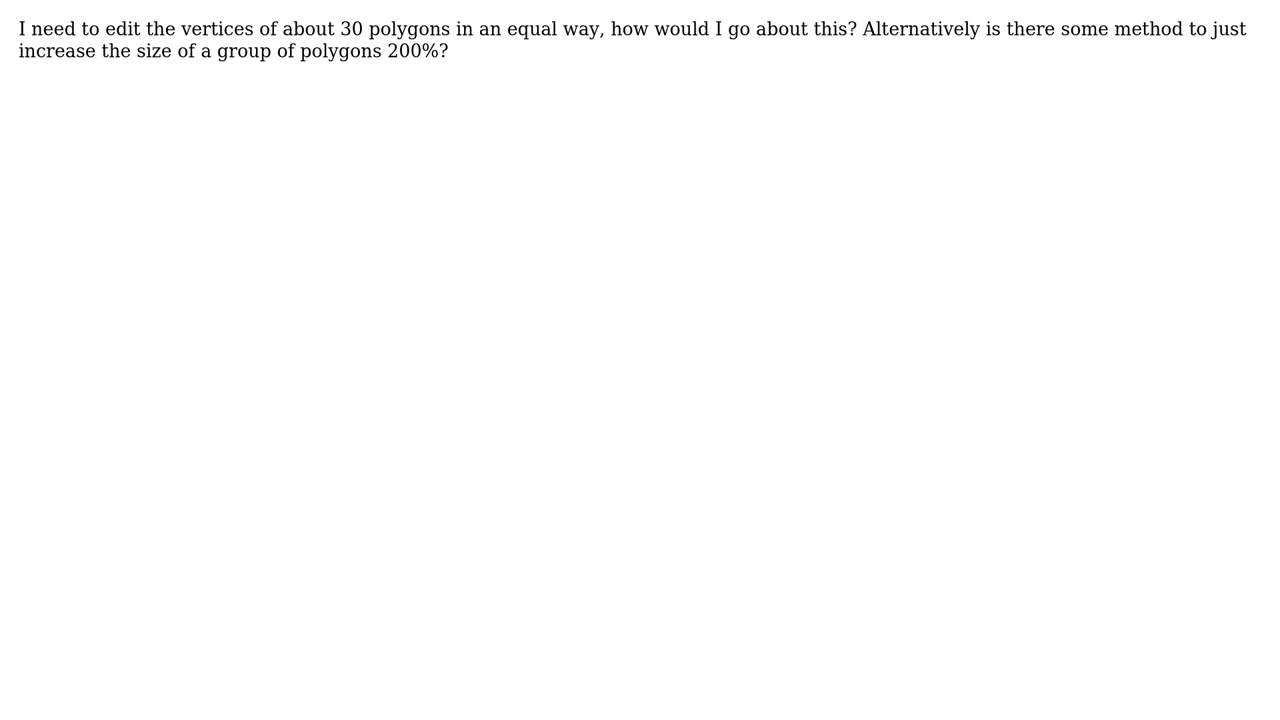 I need to edit the vertices of about 30 polygons in an equal way, how would I go about this? Alternatively is there some method to just
increase the size of a group of polygons 200%?